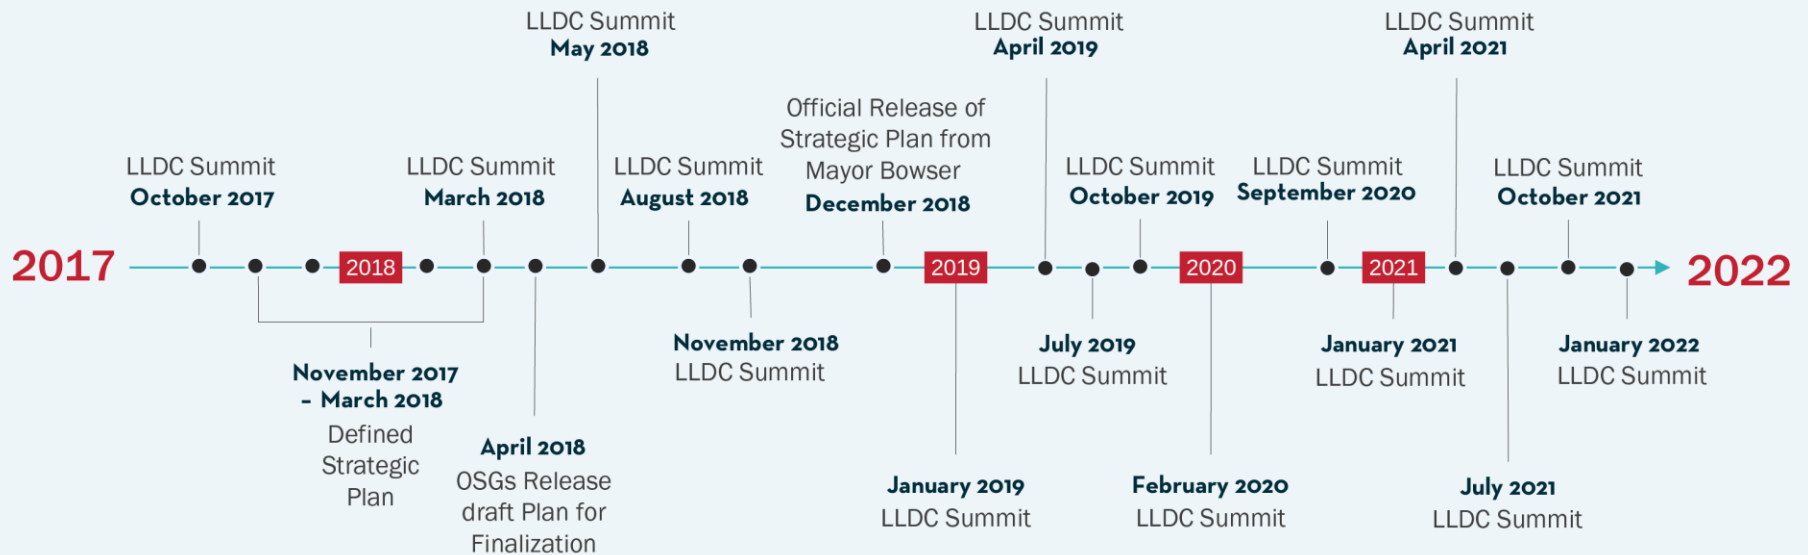 LLDC Summit
May 2018
LLDC Summit
April 2019
LLDC Summit
April 2021
Official Release of
Strategic Plan from
Mayor Bowser
December 2018
LLDC Summit
October 2017
LLDC Summit
March 2018
LLDC Summit
August 2018
LLDC Summit
October 2019
LLDC Summit
September 2020
LLDC Summit
October 2021
2017
2018
2019
2020
2021
2022
November 2017
– March 2018
Defined
Strategic
Plan
April 2018
OSGs Release
draft Plan for
Finalization
November 2018
LLDC Summit
January 2019
LLDC Summit
July 2019
LLDC Summit
February 2020
LLDC Summit
January 2021
LLDC Summit
July 2021
LLDC Summit
January 2022
LLDC Summit